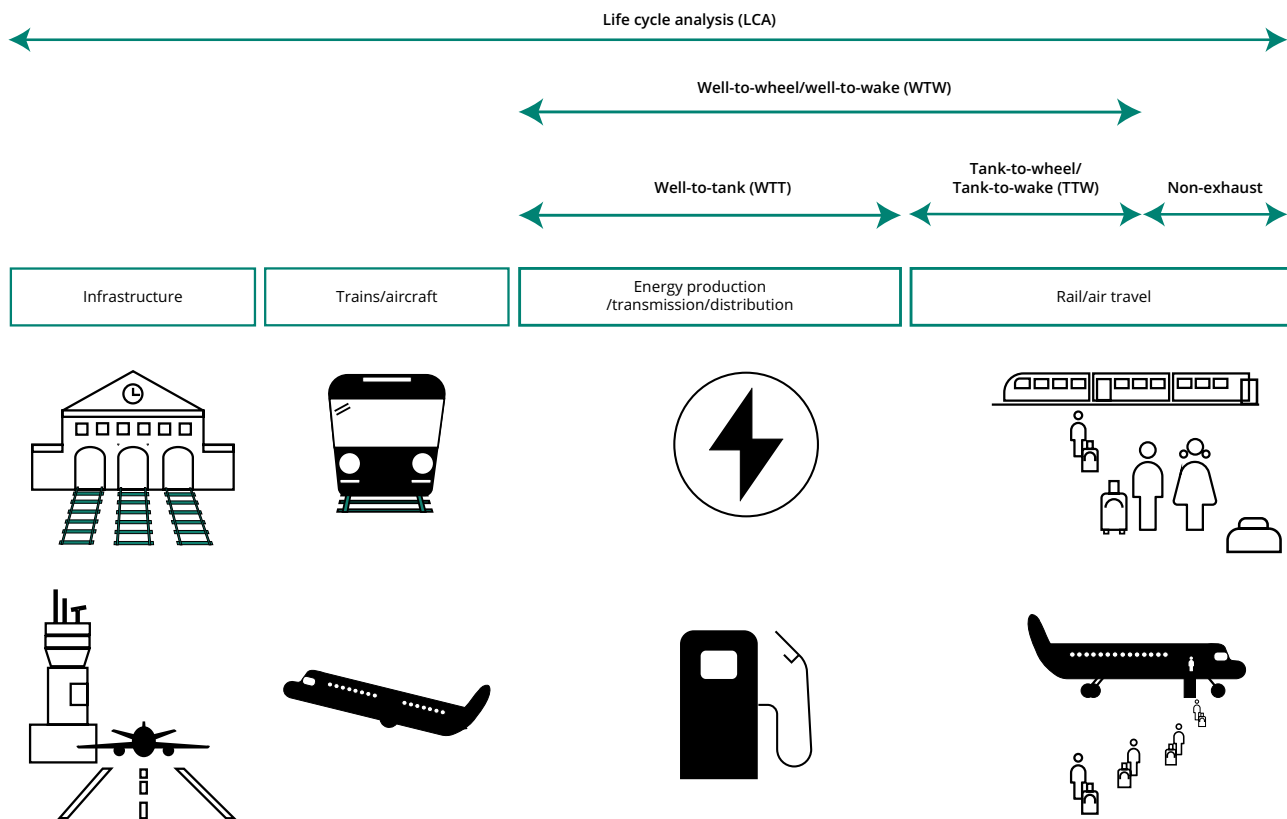 Life cycle analysis (LCA)
Well-to-wheel/well-to-wake (WTW)
Well-to-tank (WTT)
Tank-to-wheel/
Tank-to-wake (TTW)
Non-exhaust
Infrastructure
Trains/aircraft
Energy production
/transmission/distribution
Rail/air travel